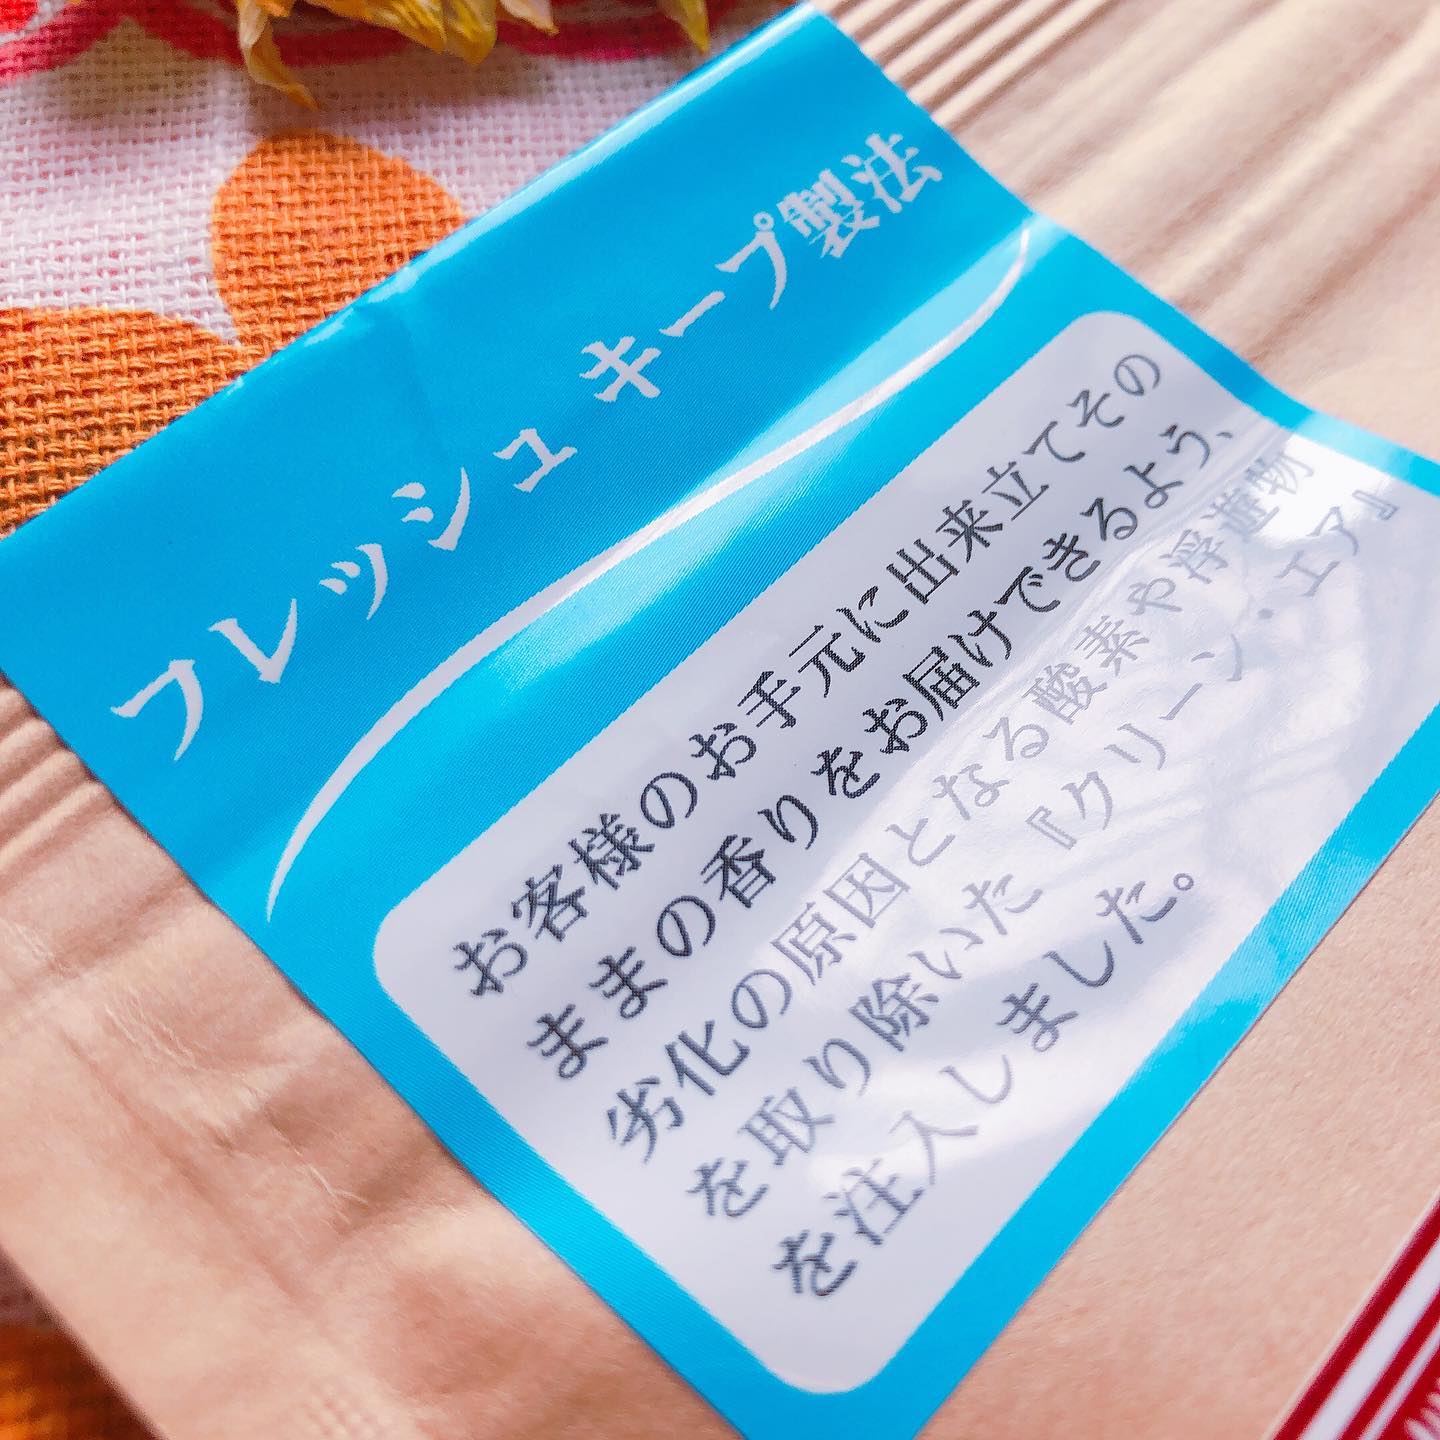 フレッシュ キープ製法
お客様のお手元に出来立てその
ままの香りをお届けできるよう、
劣化の原因となる酸素や浮遊物
を取り除いた『クリーン・エア』
を注入しました。